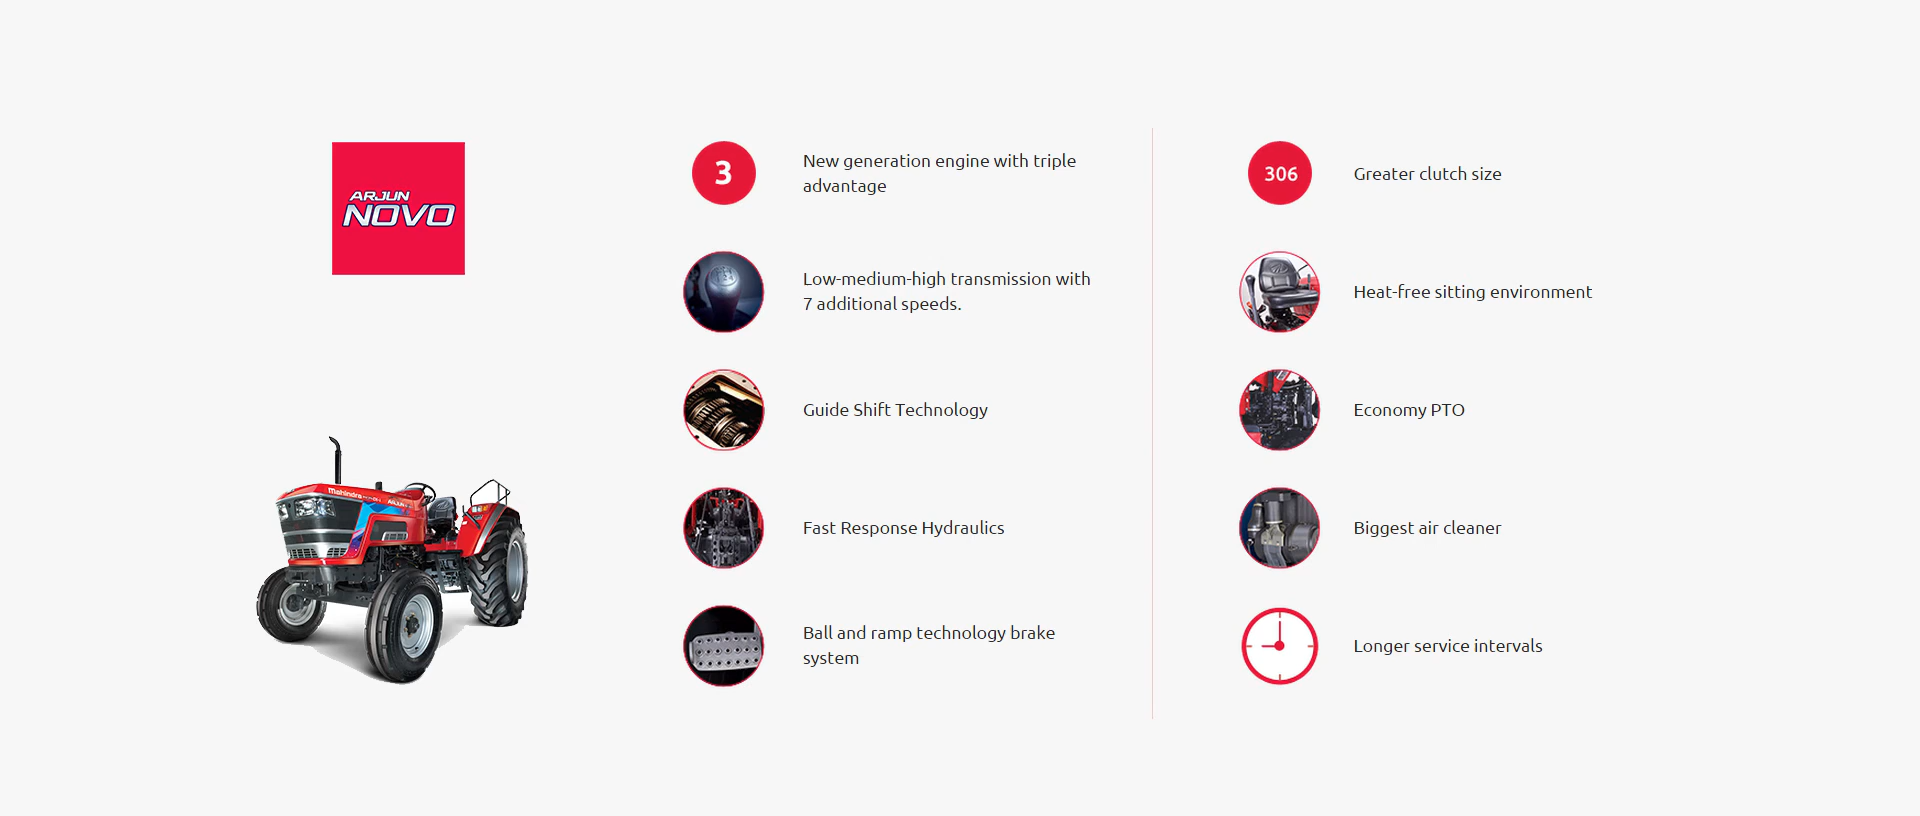 ARJUN
NOVO
mahindra
ARJUN
3
New generation engine with triple
advantage
Low-medium-high transmission with
7 additional speeds.
Guide Shift Technology
Fast Response Hydraulics
Ball and ramp technology brake
system
306
Greater clutch size
Heat-free sitting environment
Economy PTO
Biggest air cleaner
Longer service intervals